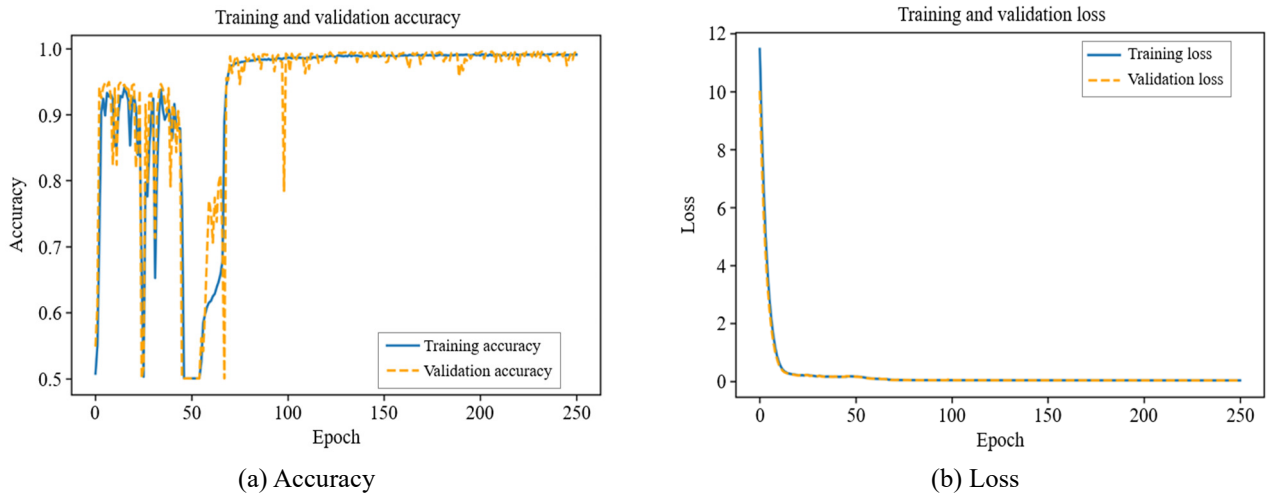 Training and validation accuracy
1.0
0.9
0.8
0.7
0.6
0.5
Accuracy
Training accuracy
Validation accuracy
0 50 100 150 200 250
Epoch
(a) Accuracy
Training and validation loss
12
10
8
6
4
2
0
Loss
Training loss
Validation loss
0 50 100 150 200 250
Epoch
(b) Loss